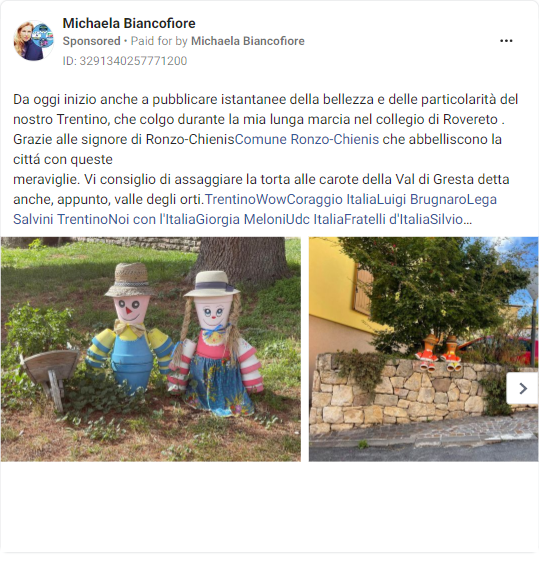 Michaela Biancofiore
Sponsored • Paid for by Michaela Biancofiore
ID: 3291340257771200
Da oggi inizio anche a pubblicare istantanee della bellezza e delle particolarità del
nostro Trentino, che colgo durante la mia lunga marcia nel collegio di Rovereto .
Grazie alle signore di Ronzo-ChienisComune Ronzo-Chienis che abbelliscono la
cittá con queste
meraviglie. Vi consiglio di assaggiare la torta alle carote della Val di Gresta detta
anche, appunto, valle degli orti.TrentinoWowCoraggio ItaliaLuigi BrugnaroLega
Salvini TrentinoNoi con l'ItaliaGiorgia MeloniUdc ItaliaFratelli d'ItaliaSilvio...